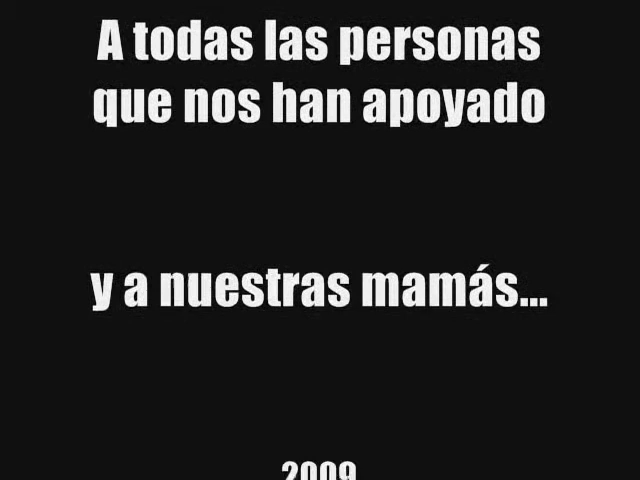 A todas las personas
que nos han apoyado
y a nuestras mamás...
2009